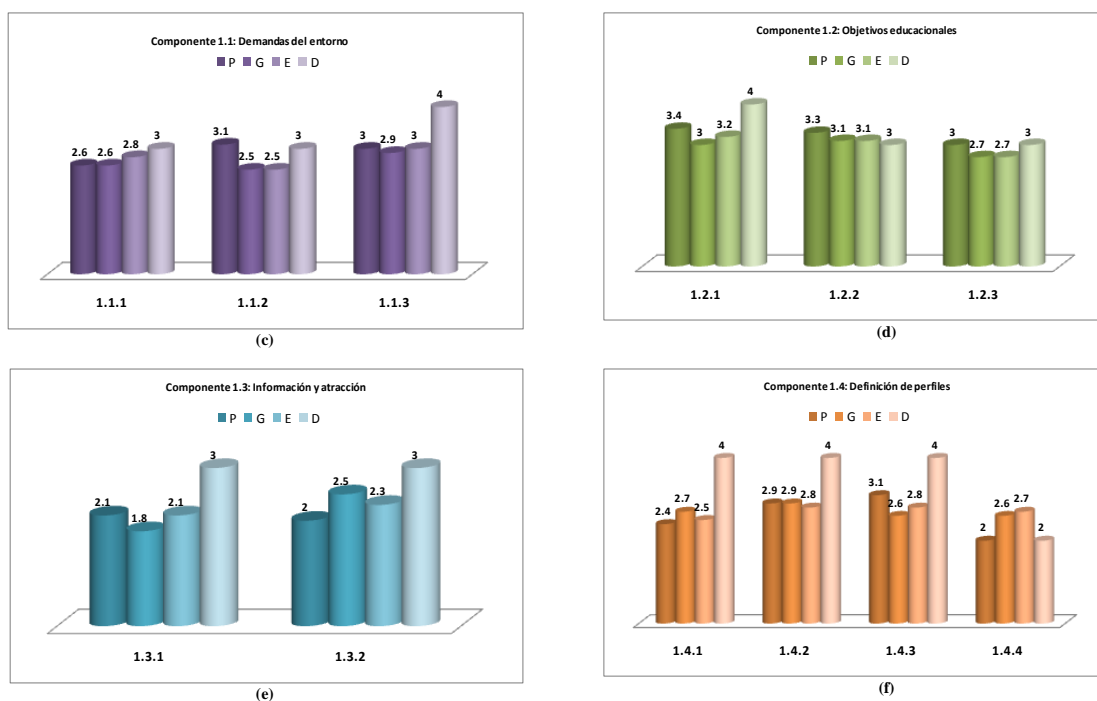 Componente 1.1: Demandas del entorno
P G E D
2.6 2.6 2.8 3 3.1 2.5 2.5 3 3 2.9 3 4
1.1.1 1.1.2 1.1.3
(c)
Componente 1.2: Objetivos educacionales
P G E D
3.4 3 3.2 4 3.3 3.1 3.1 3 3 2.7 2.7 3
1.2.1 1.2.2 1.2.3
(d)
Componente 1.3: Información y atracción
P G E D
2.1 1.8 2.1 3 2 2.5 2.3 3
1.3.1 1.3.2
(e)
Componente 1.4: Definición de perfiles
P G E D
2.4 2.7 2.5 4 2.9 2.9 2.8 4 3.1 2.6 2.8 4 2 2.6 2.7 2
1.4.1 1.4.2 1.4.3 1.4.4
(f)